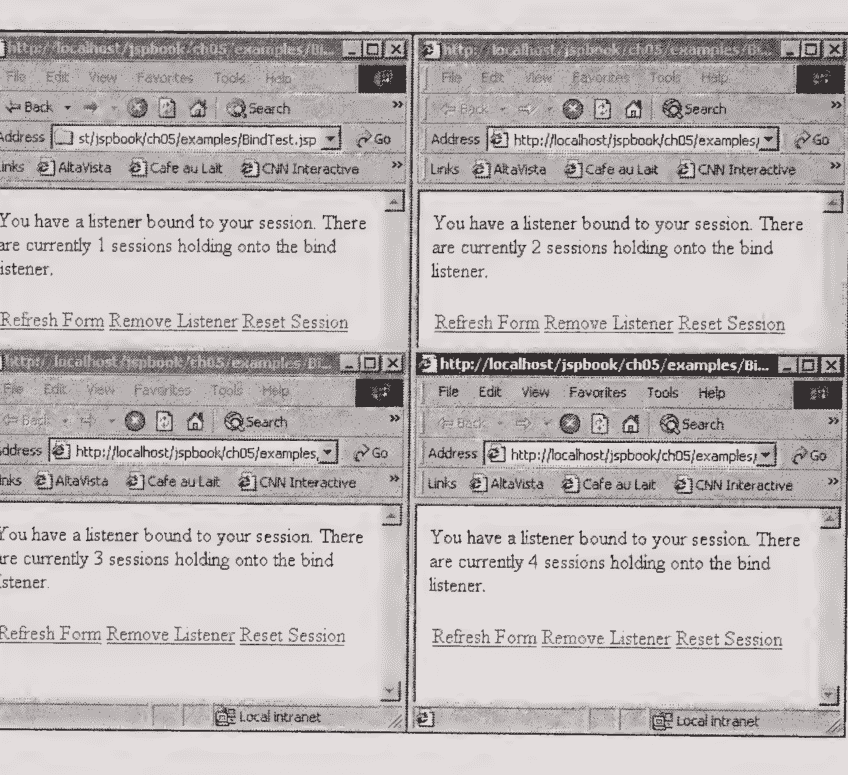 http://localhost/jspbook/ch05/examples/Bi...
File Edit View Favorites Tools Help
Back Search »
Address st/jspbook/ch05/examples/BindTest.jsp Go
inks AltaVista Cafe au Lait CNN Interactive »
You have a listener bound to your session. There
are currently 1 sessions holding onto the bind
istener.
Refresh Form Remove Listener Reset Session
http://localhost/jspbook/ch05/examples/Bi...
File Edit View Favorites Tools Help
Back Search »
Address http://localhost/jspbook/ch05/examples/ Go
Links AltaVista Cafe au Lait CNN Interactive »
You have a listener bound to your session. There
are currently 2 sessions holding onto the bind
listener.
Refresh Form Remove Listener Reset Session
http://localhost/jspbook/ch05/examples/Bi...
File Edit View Favorites Tools Help
Back Search »
ddress http://localhost/jspbook/ch05/examples, Go
inks AltaVista Cafe au Lait CNN Interactive »
You have a listener bound to your session. There
are currently 3 sessions holding onto the bind
istener.
Refresh Form Remove Listener Reset Session
Local intranet
http://localhost/jspbook/ch05/examples/Bi...
File Edit View Favorites Tools Help
Back Search »
Address http://localhost/jspbook/ch05/examples/ Go
Links AltaVista Cafe au Lait CNN Interactive »
You have a listener bound to your session. There
are currently 4 sessions holding onto the bind
listener.
Refresh Form Remove Listener Reset Session
Local intranet